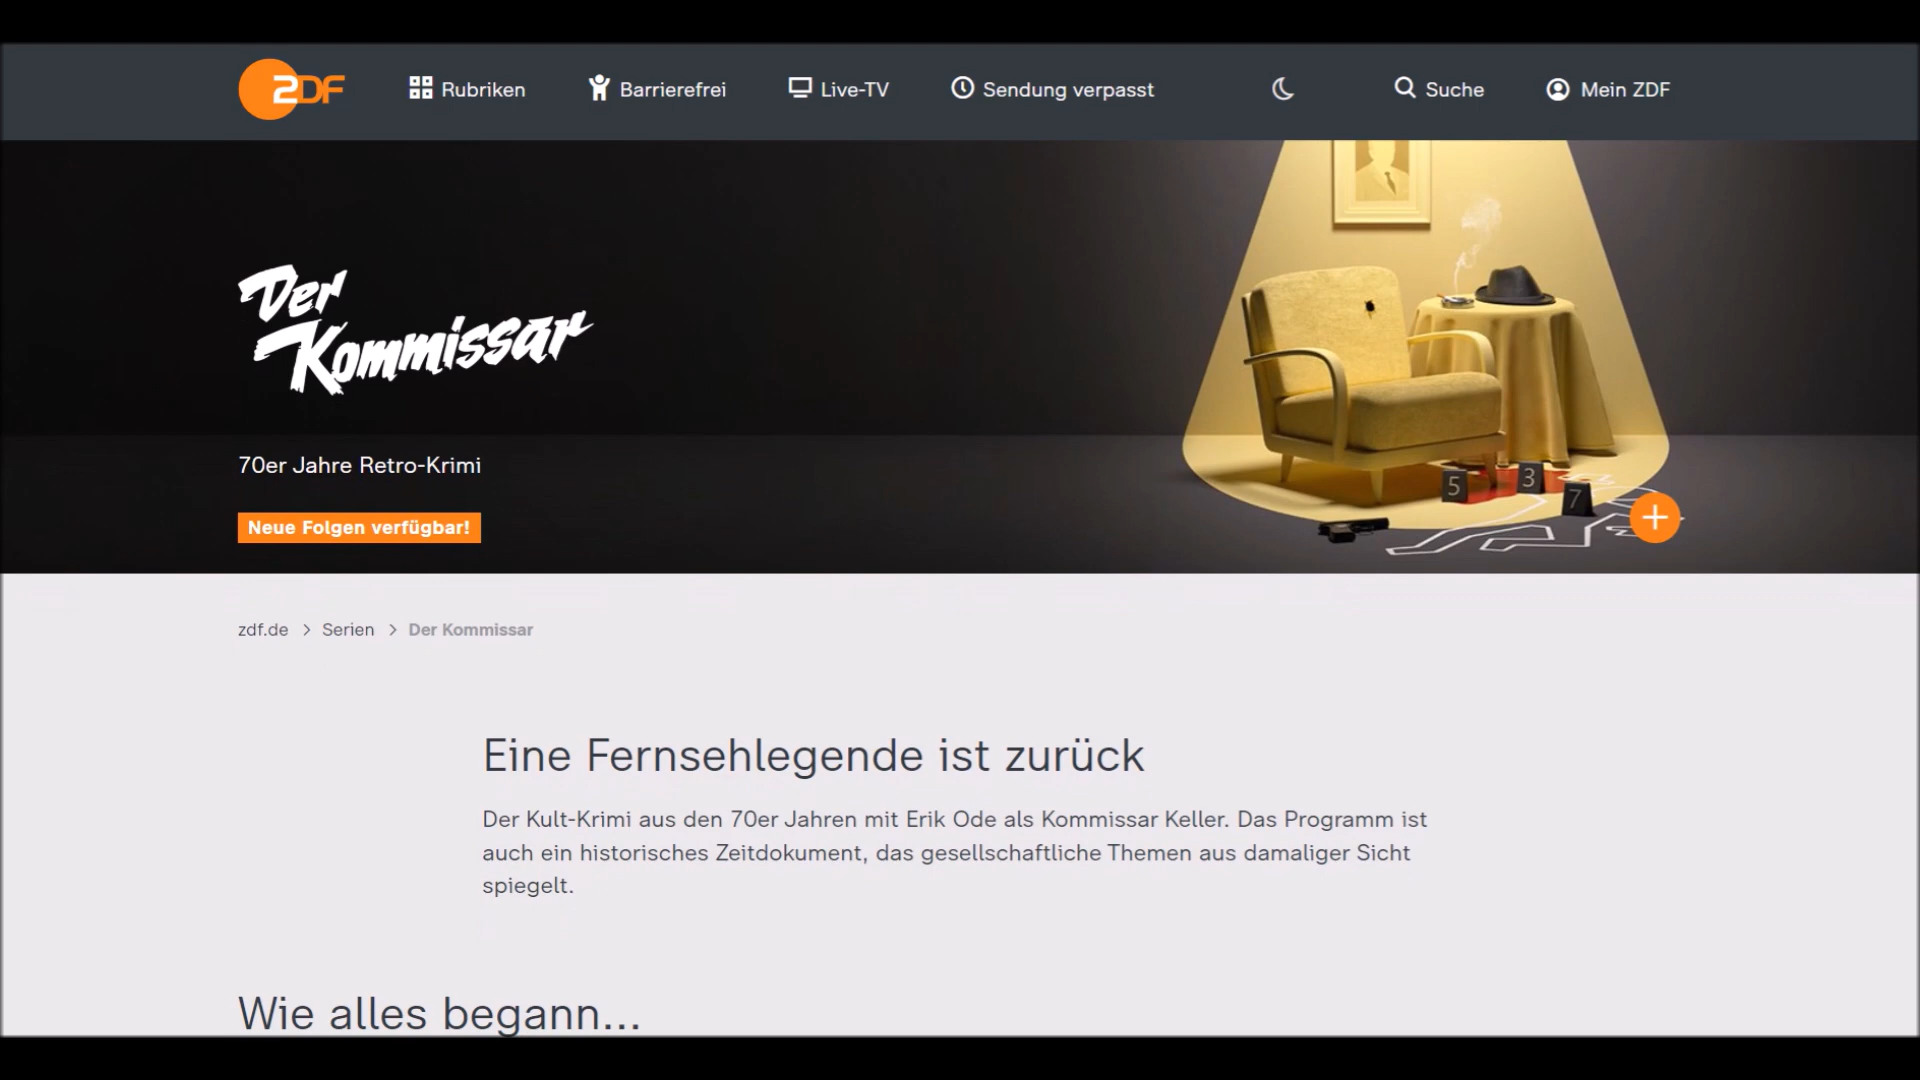 ZDF
Rubriken
Barrierefrei
Live-TV
Sendung verpasst
Suche
Mein ZDF
Der
Kommissar
70er Jahre Retro-Krimi
Neue Folgen verfügbar!
5
3
7
zdf.de > Serien > Der Kommissar
Eine Fernsehlegende ist zurück
Der Kult-Krimi aus den 70er Jahren mit Erik Ode als Kommissar Keller. Das Programm ist
auch ein historisches Zeitdokument, das gesellschaftliche Themen aus damaliger Sicht
spiegelt.
Wie alles begann...